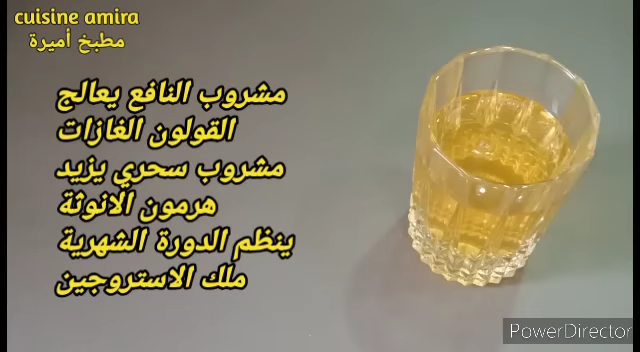 cuisine amira
مطبخ أميرة
مشروب النافع يعالج
القولون الغازات
مشروب سحري يزيد
هرمون الانوثة
ينظم الدورة الشهرية
ملك الاستروجين
PowerDirector